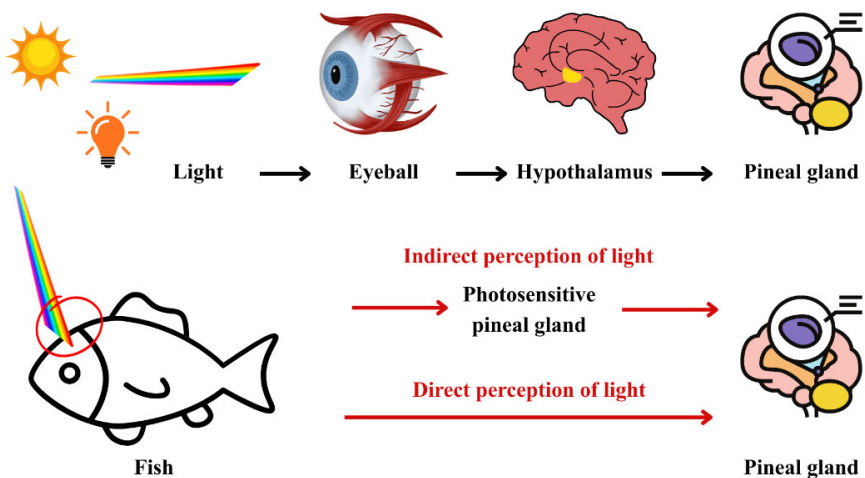 Light
Eyeball
Hypothalamus
Pineal gland
Indirect perception of light
Photosensitive
pineal gland
Direct perception of light
Fish
Pineal gland